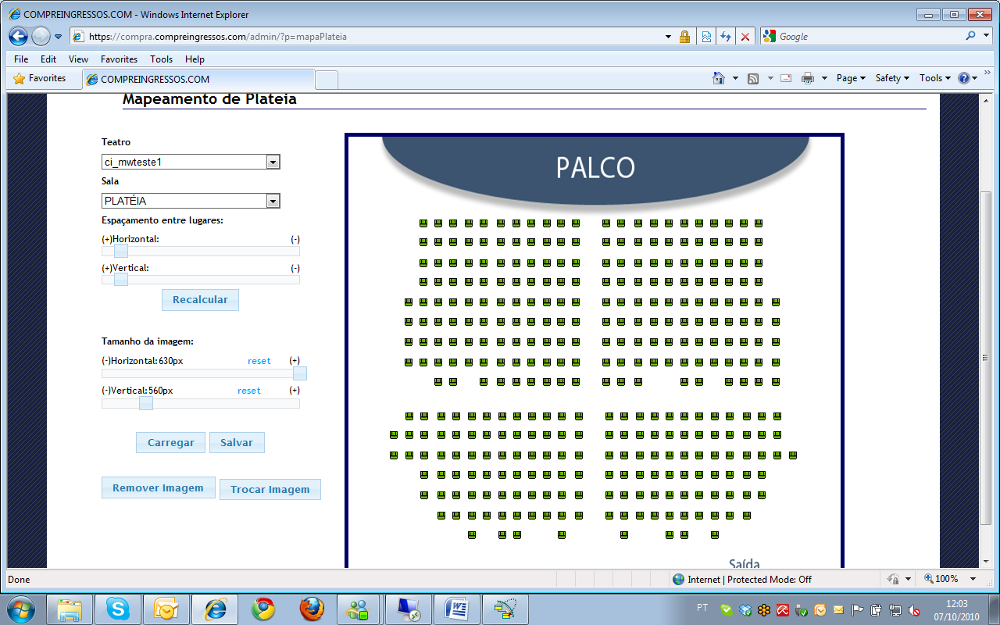 COMPREINGRESSOS.COM - Windows Internet Explorer
https://compra.compreingressos.com/admin/?p=mapaPlateia
Google
File Edit View Favorites Tools Help
Favorites
COMPREINGRESSOS.COM
Page Safety Tools
Mapeamento de Plateia
Teatro
ci_mwteste1
Sala
PLATÉIA
Espaçamento entre lugares:
(+)Horizontal: (-)
(+)Vertical: (-)
Recalcular
Tamanho da imagem:
(-)Horizontal:630px reset (+)
(-)Vertical:560px reset (+)
Carregar Salvar
Remover Imagem Trocar Imagem
PALCO
Saída
Done
Internet | Protected Mode: Off
100%
PT
12:03
07/10/2010